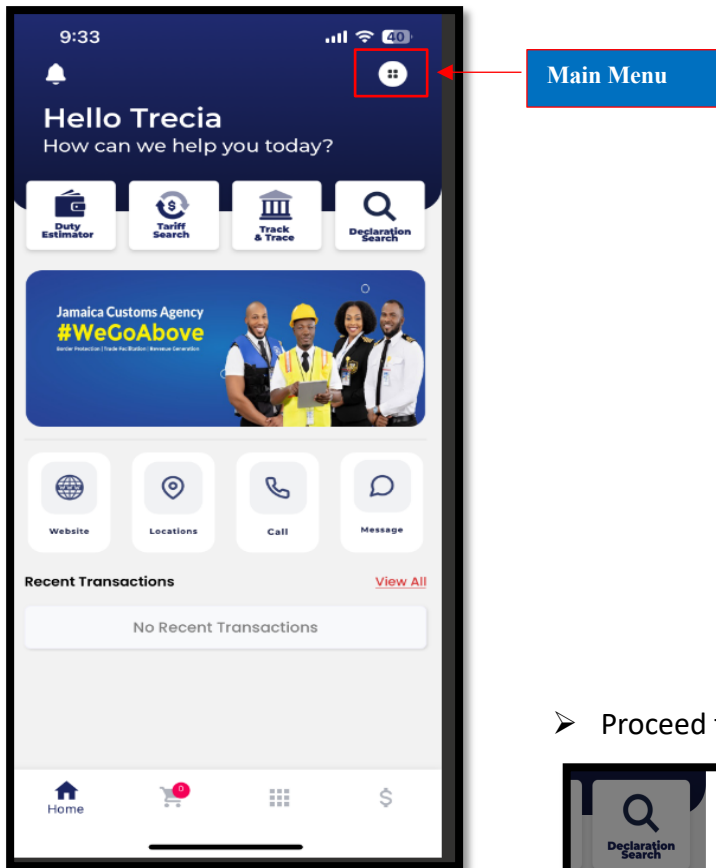 9:33
40
Main Menu
Hello Trecia
How can we help you today?
Duty
Estimator
Tariff
Search
Track
& Trace
Declaration
Search
Jamaica Customs Agency
#WeGoAbove
Border Protection | Trade Facilitation | Revenue Generation
Website
Locations
Call
Message
Recent Transactions
View All
No Recent Transactions
Proceed
0
Home
Declaration
Search